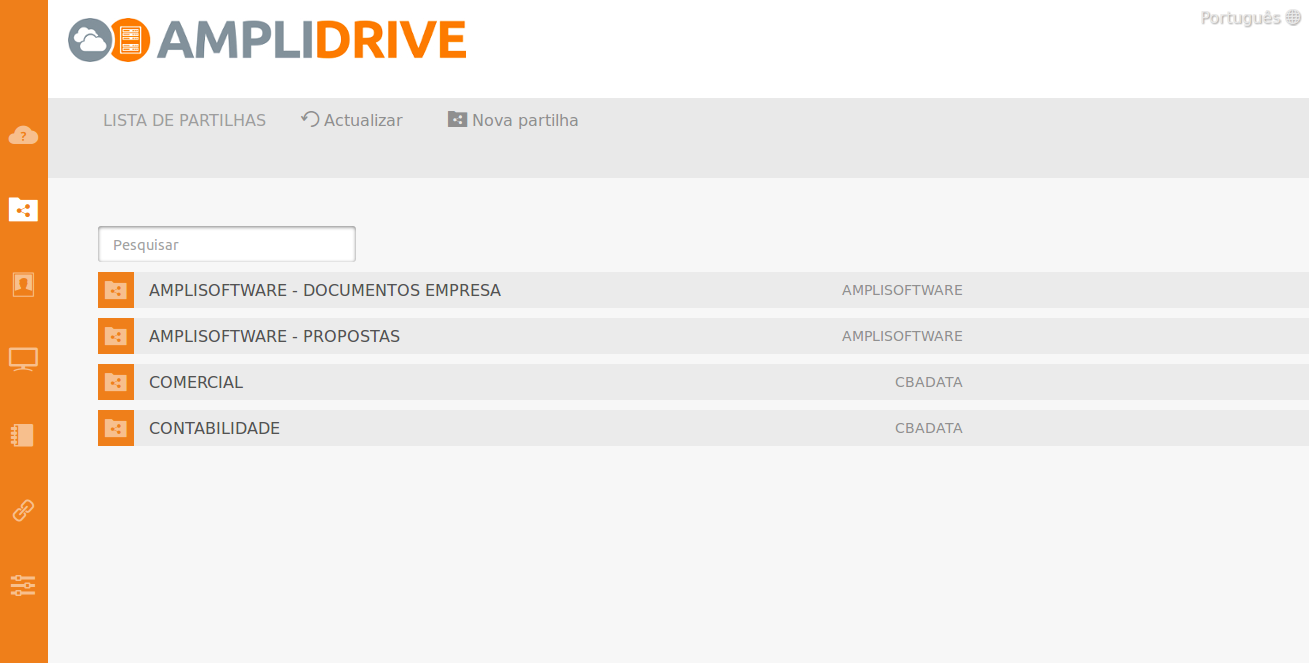 AMPLIDRIVE
Português
LISTA DE PARTILHAS Actualizar Nova partilha
Pesquisar
AMPLISOFTWARE - DOCUMENTOS EMPRESA AMPLISOFTWARE
AMPLISOFTWARE - PROPOSTAS AMPLISOFTWARE
COMERCIAL CBADATA
CONTABILIDADE CBADATA